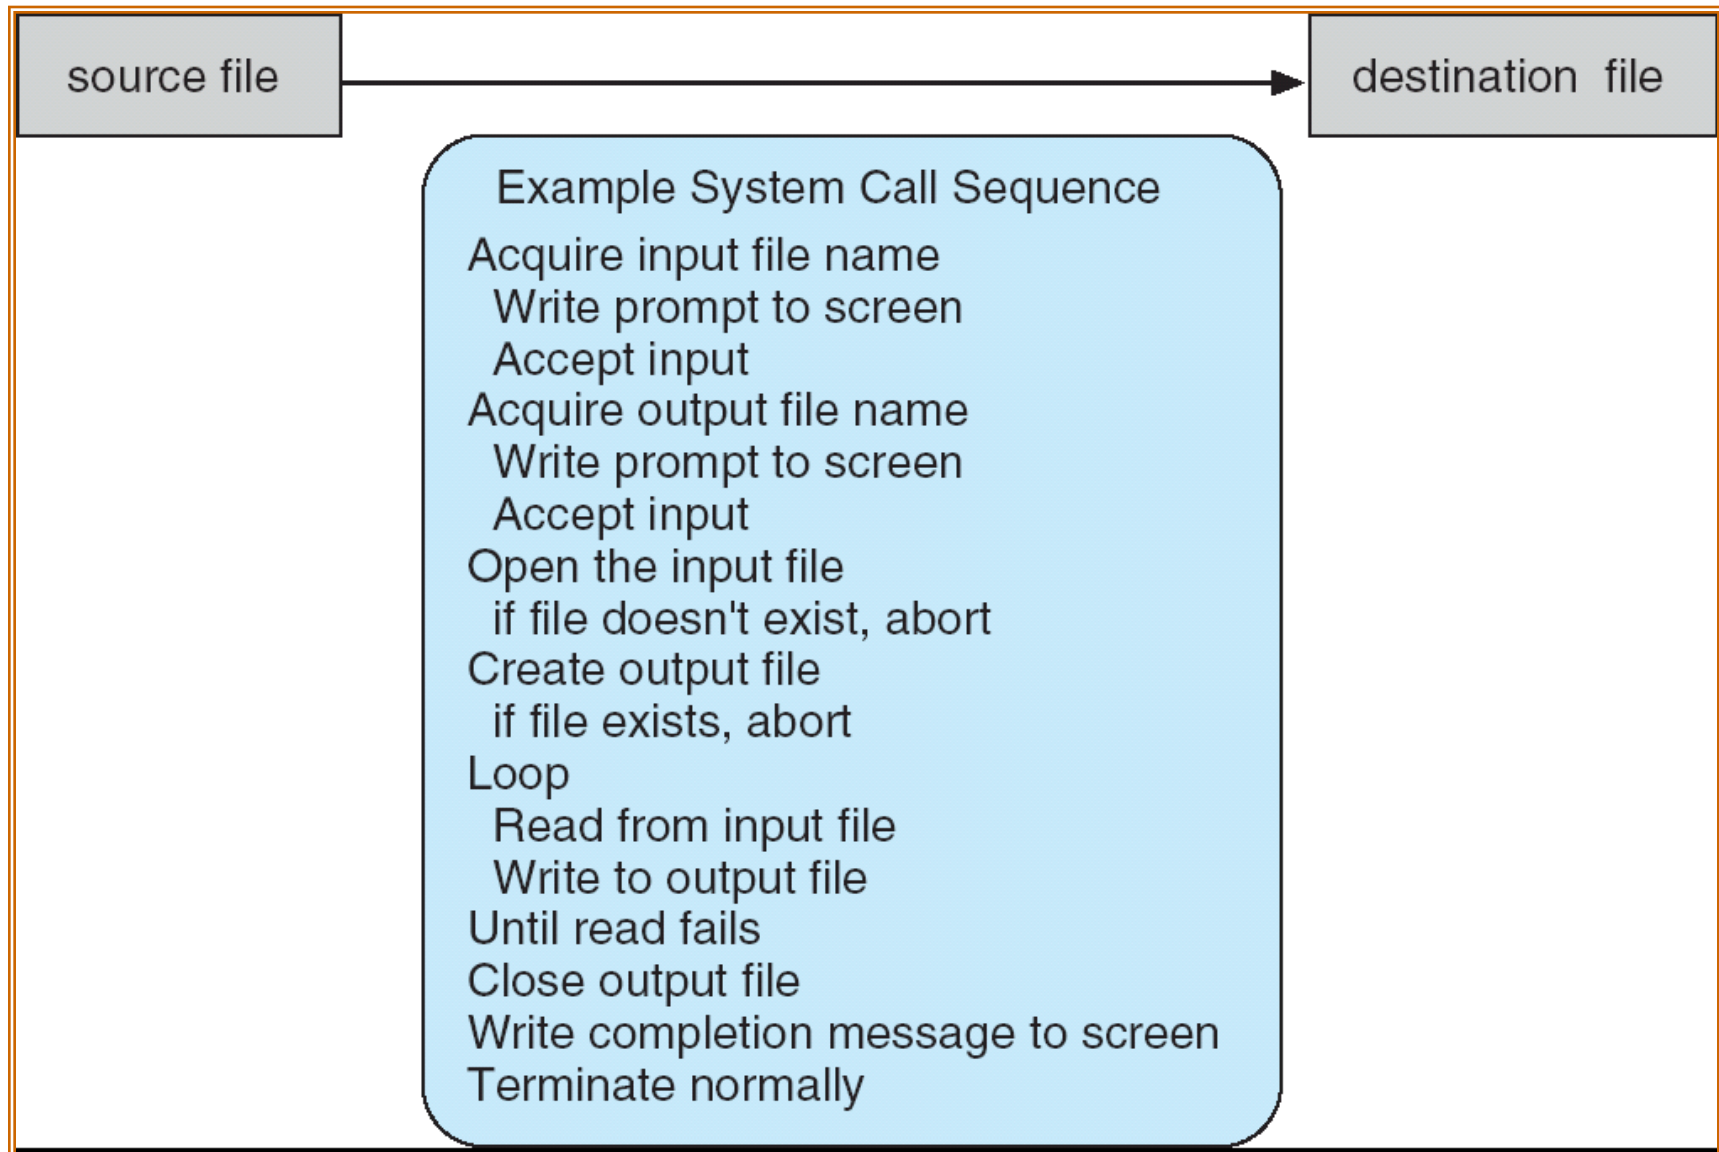 source file
destination file
Example System Call Sequence
Acquire input file name
Write prompt to screen
Accept input
Acquire output file name
Write prompt to screen
Accept input
Open the input file
if file doesn't exist, abort
Create output file
if file exists, abort
Loop
Read from input file
Write to output file
Until read fails
Close output file
Write completion message to screen
Terminate normally